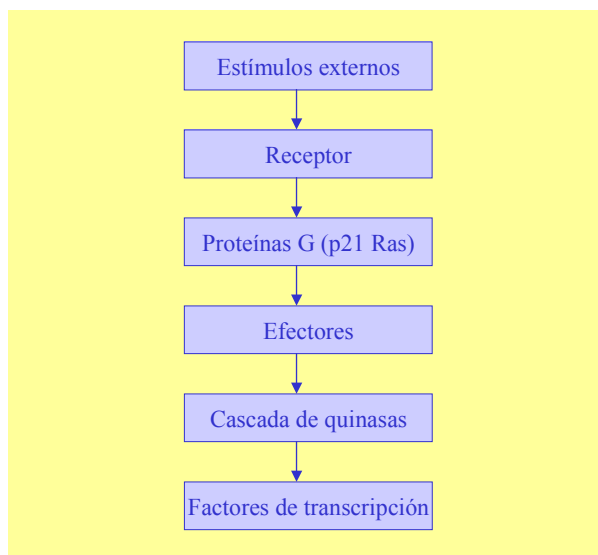 Estímulos externos
Receptor
Proteínas G (p21 Ras)
Efectores
Cascada de quinasas
Factores de transcripción